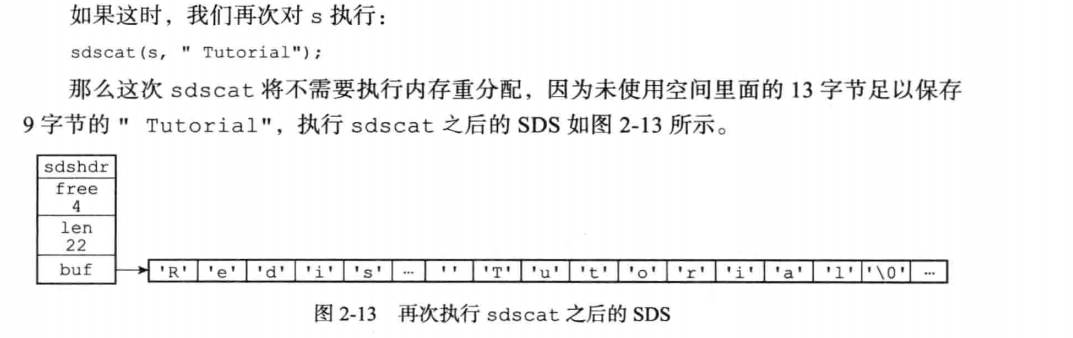 如果这时，我们再次对 s 执行：
sdscat(s, " Tutorial");
那么这次 sdscat 将不需要执行内存重分配，因为未使用空间里面的 13 字节足以保存
9 字节的 " Tutorial"，执行 sdscat 之后的 SDS 如图 2-13 所示。
sdshdr
free
4
len
22
buf
'R' 'e' 'd' 'i' 's' … ' ' 'T' 'u' 't' 'o' 'r' 'i' 'a' 'l' '\0' …
图 2-13 再次执行 sdscat 之后的 SDS